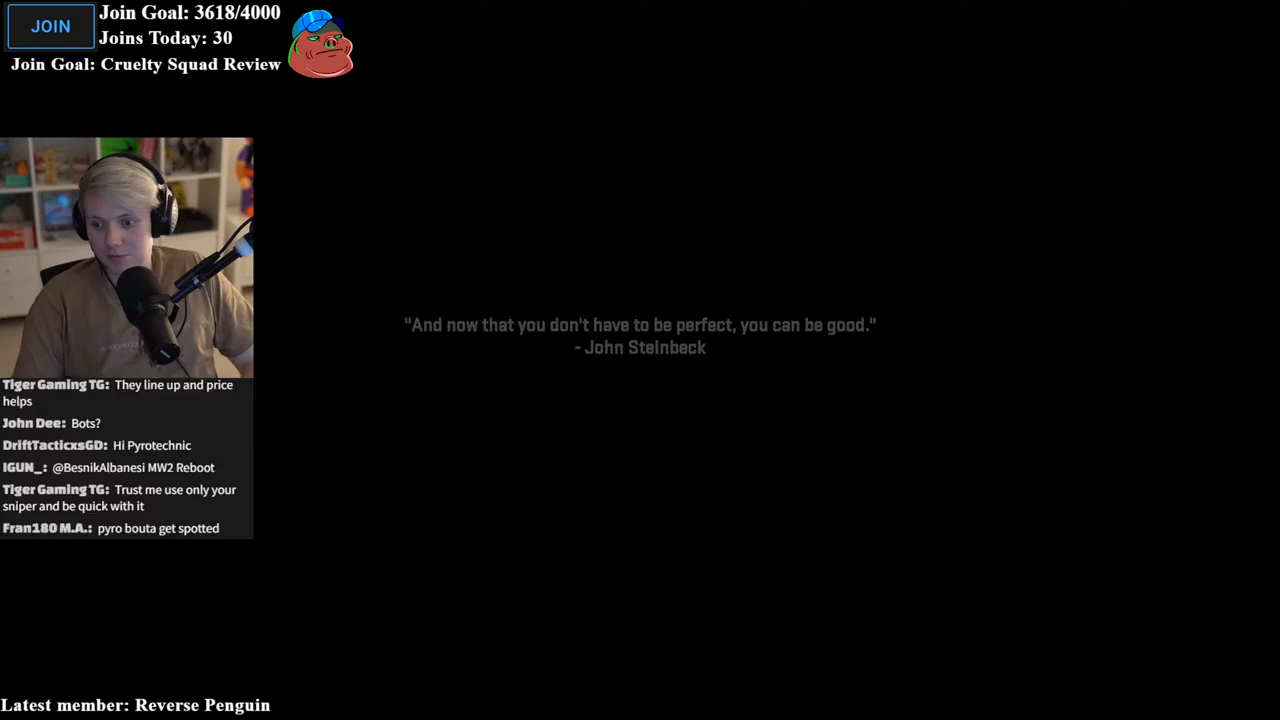 JOIN
Join Goal: 3618/4000
Joins Today: 30
Join Goal: Cruelty Squad Review
"And now that you don't have to be perfect, you can be good."
- John Steinbeck
Tiger Gaming TG: They line up and price
helps
John Dee: Bots?
DriftTacticxsGD: Hi Pyrotechnic
IGUN_: @BesnikAlbanesi MW2 Reboot
Tiger Gaming TG: Trust me use only your
sniper and be quick with it
Fran180 M.A.: pyro bouta get spotted
Latest member: Reverse Penguin